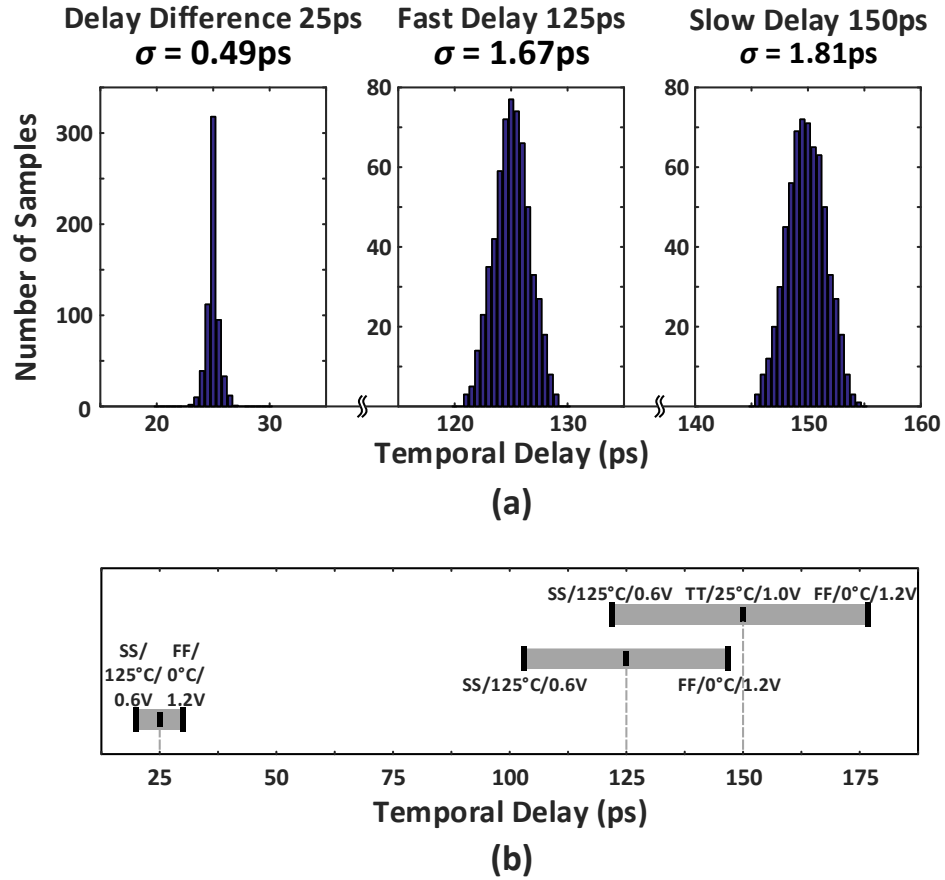 Delay Difference 25ps
σ = 0.49ps
Fast Delay 125ps
σ = 1.67ps
Slow Delay 150ps
σ = 1.81ps
Number of Samples
300
200
100
0
20 30
80
60
40
20
120 130
80
60
40
20
140 150 160
Temporal Delay (ps)
(a)
SS/125°C/0.6V TT/25°C/1.0V FF/0°C/1.2V
SS/125°C/0.6V FF/0°C/1.2V
SS/ FF/
125°C/ 0°C/
0.6V 1.2V
25 50 75 100 125 150 175
Temporal Delay (ps)
(b)